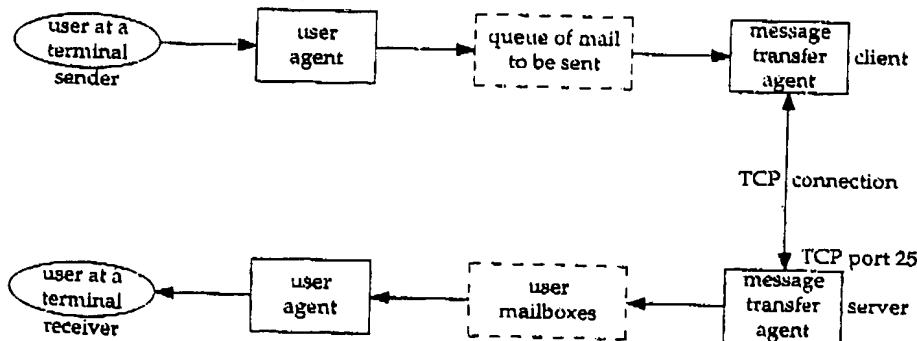 user at a
terminal
sender
user
agent
queue of mail
to be sent
message
transfer
agent
client
TCP connection
TCP port 25
user at a
terminal
receiver
user
agent
user
mailboxes
message
transfer
agent
server